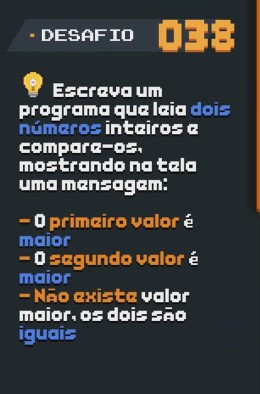 DESAFIO 038
Escreva um
programa que leia dois
números inteiros e
compare-os,
mostrando na tela
uma mensagem:
- O primeiro valor é
maior
- O segundo valor é
maior
- Não existe valor
maior, os dois são
iguais